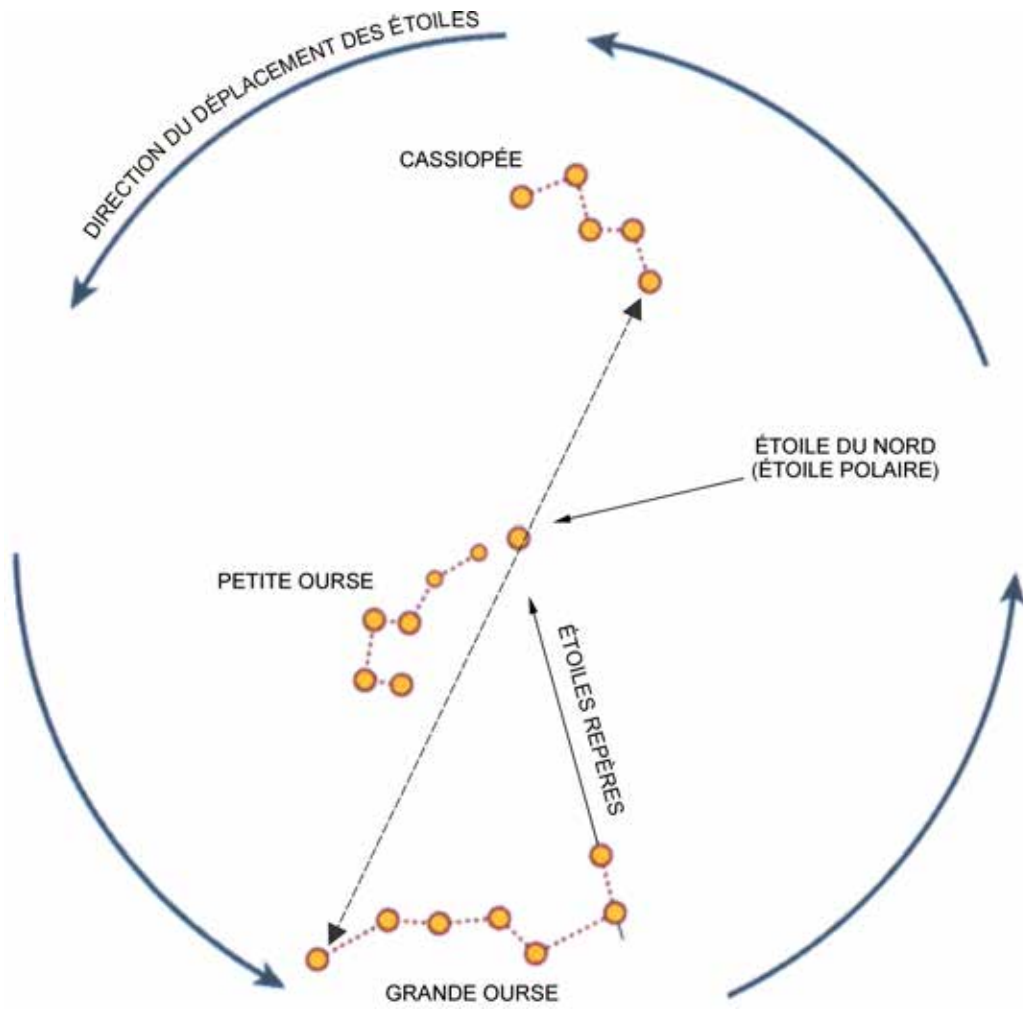 DIRECTION DU DÉPLACEMENT DES ÉTOILES
CASSIOPÉE
ÉTOILE DU NORD
(ÉTOILE POLAIRE)
PETITE OURSE
ÉTOILES REPÈRES
GRANDE OURSE